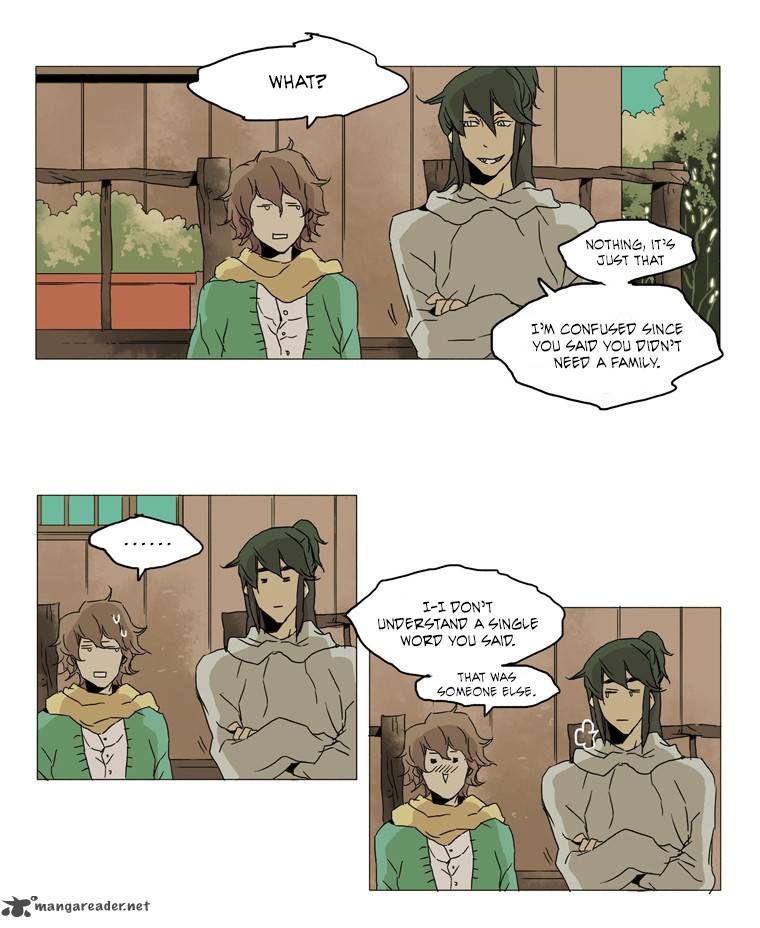 WHAT?
NOTHING, IT'S
JUST THAT
I'M CONFUSED SINCE
YOU SAID YOU DIDN'T
NEED A FAMILY.
......
I-I DON'T
UNDERSTAND A SINGLE
WORD YOU SAID.
THAT WAS
SOMEONE ELSE.
mangareader.net